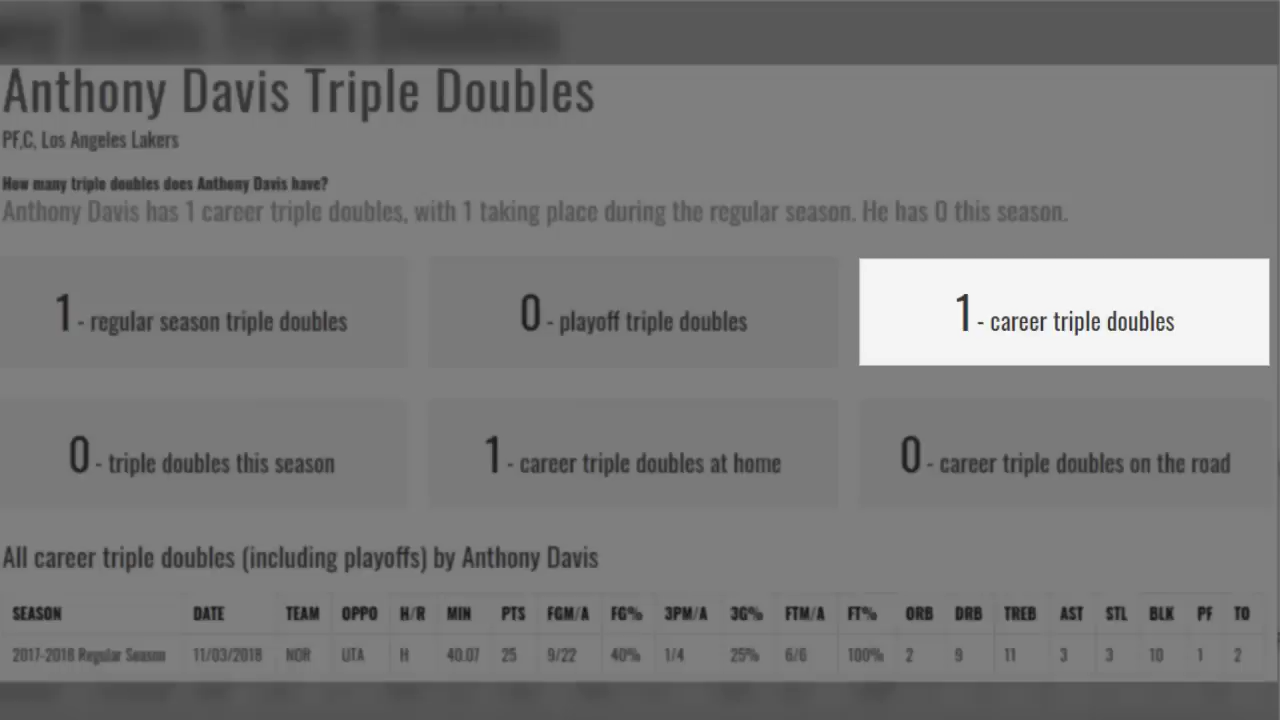 Anthony Davis Triple Doubles
PF,C, Los Angeles Lakers
How many triple doubles does Anthony Davis have?
Anthony Davis has 1 career triple doubles, with 1 taking place during the regular season. He has 0 this season.
1 - regular season triple doubles
0 - playoff triple doubles
1 - career triple doubles
0 - triple doubles this season
1 - career triple doubles at home
0 - career triple doubles on the road
All career triple doubles (including playoffs) by Anthony Davis
SEASON DATE TEAM OPPO H/R MIN PTS FGM/A FG% 3PM/A 3G% FTM/A FT% ORB DRB TREB AST STL BLK PF TO
2017-2018 Regular Season 11/03/2018 NOR UTA H 40.07 25 9/22 40% 1/4 25% 6/6 100% 2 9 11 3 3 10 1 2